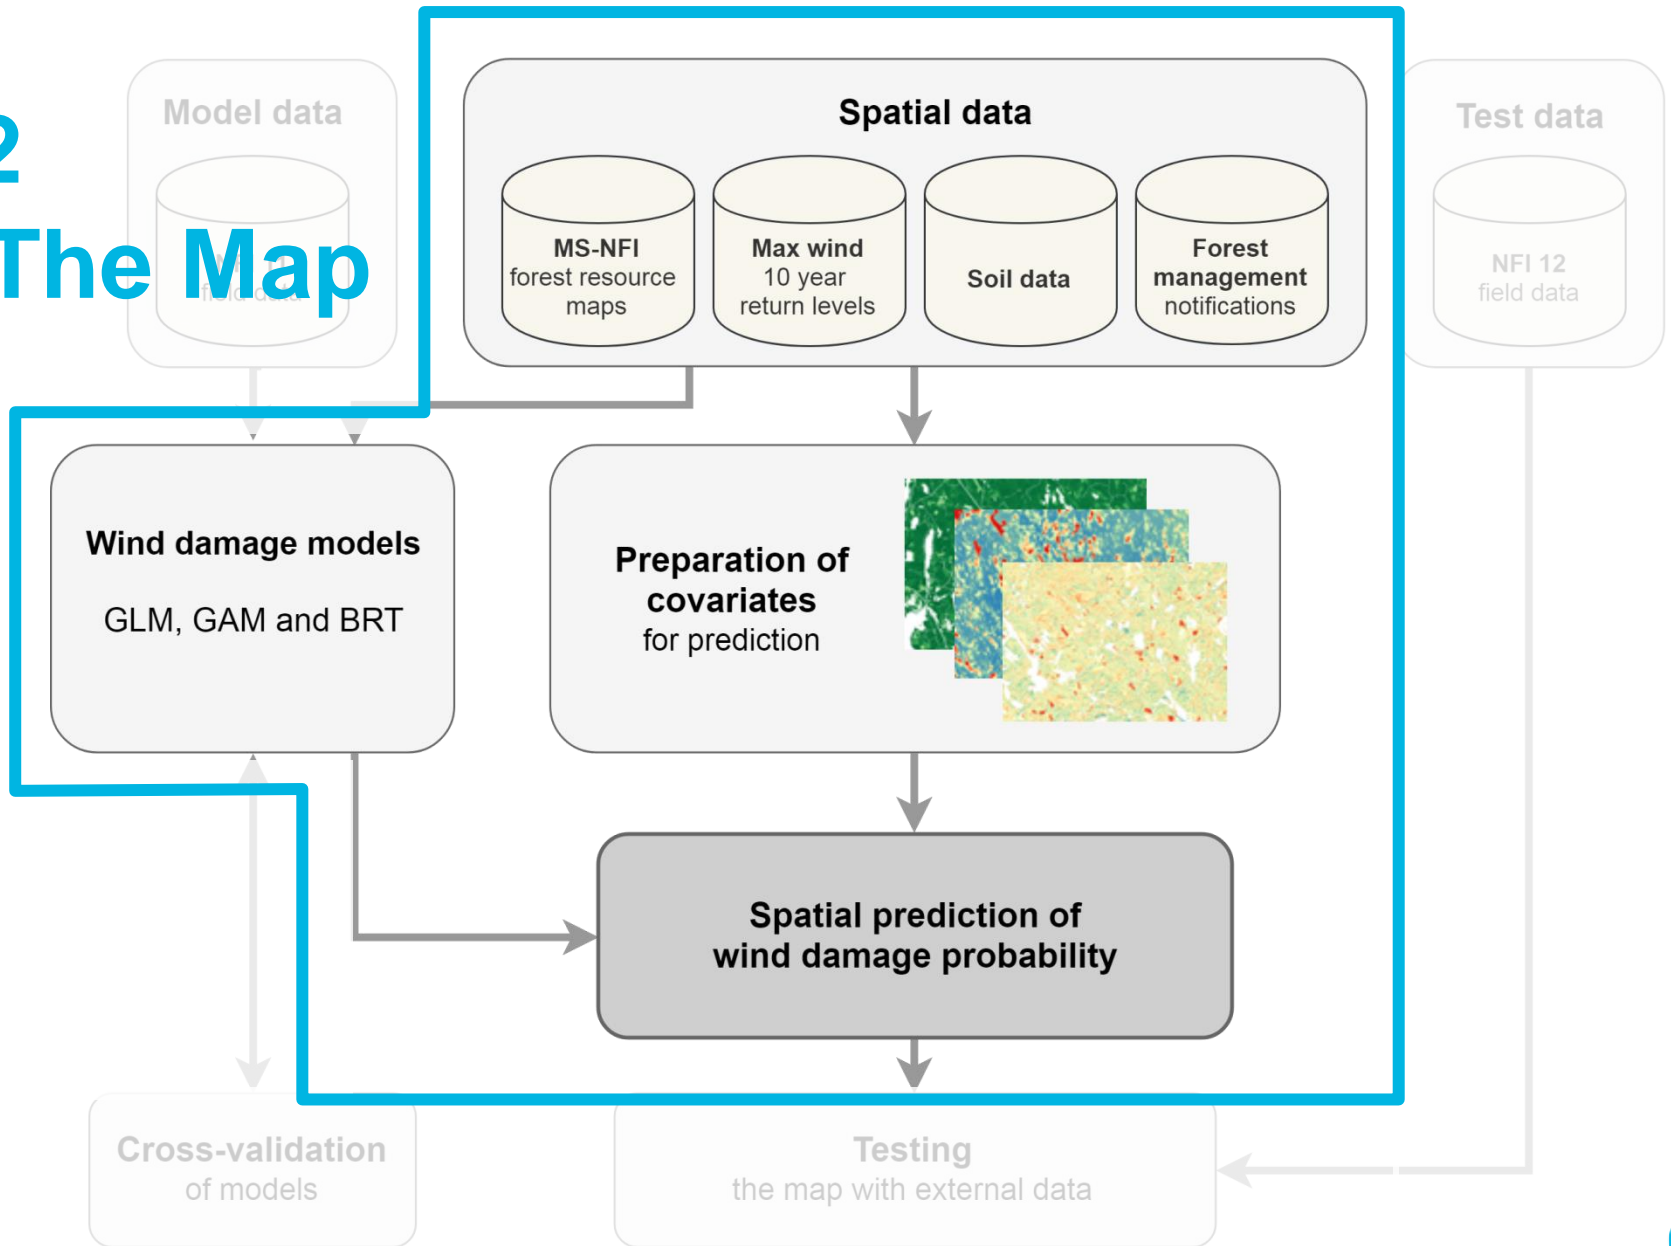 2
The Map
Model data
field data
Spatial data
MS-NFI
forest resource
maps
Max wind
10 year
return levels
Soil data
Forest
management
notifications
Test data
NFI 12
field data
Wind damage models
GLM, GAM and BRT
Preparation of
covariates
for prediction
Spatial prediction of
wind damage probability
Cross-validation
of models
Testing
the map with external data